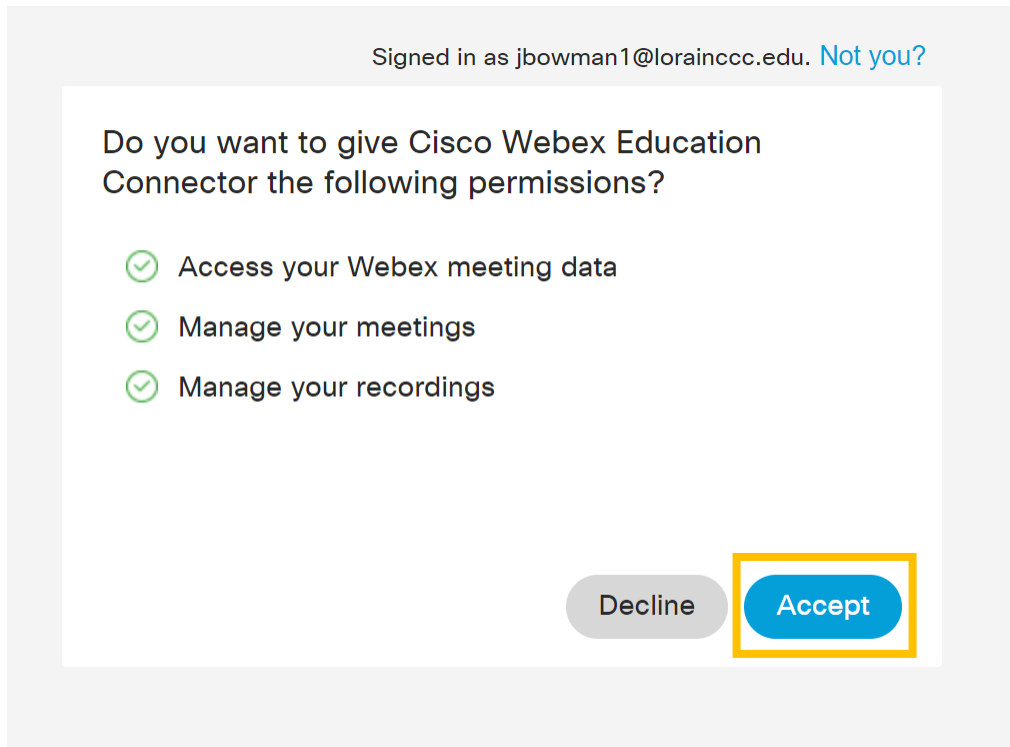 Signed in as jbowman1@lorainccc.edu. Not you?
Do you want to give Cisco Webex Education
Connector the following permissions?
Access your Webex meeting data
Manage your meetings
Manage your recordings
Decline
Accept